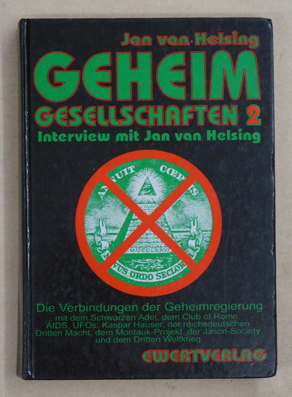 Jan van Helsing
GEHEIM
GESELLSCHAFTEN 2
Interview mit Jan van Helsing
ANNUIT CŒPTIS
MDCCLXXVI
NOVUS ORDO SECLORUM
Die Verbindungen der Geheimregierung
mit dem Schwarzen Adel, dem Club of Rome,
AIDS, UFOs, Kaspar Hauser, der reichsdeutschen
Dritten Macht, dem Montauk-Projekt, der Jason-Society
und dem Dritten Weltkrieg
EWERTVERLAG